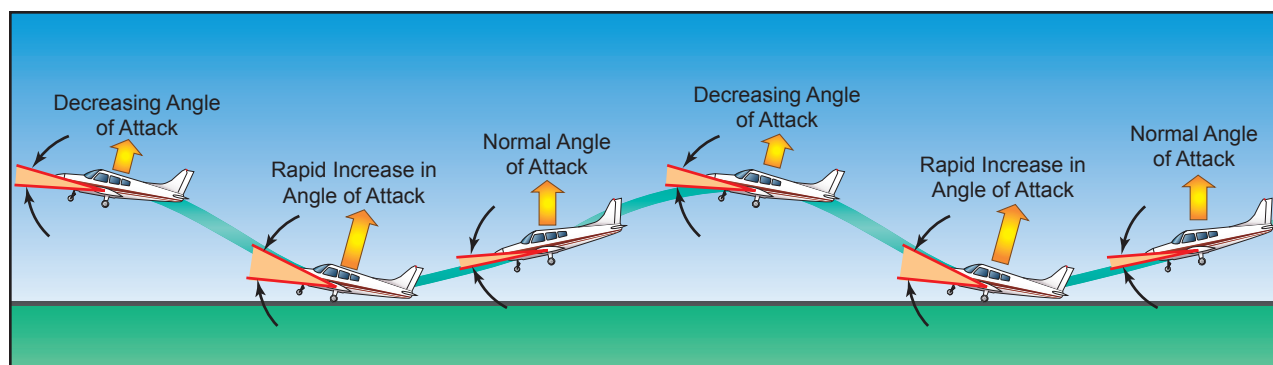 Decreasing Angle
of Attack
Rapid Increase in
Angle of Attack
Normal Angle
of Attack
Decreasing Angle
of Attack
Rapid Increase in
Angle of Attack
Normal Angle
of Attack